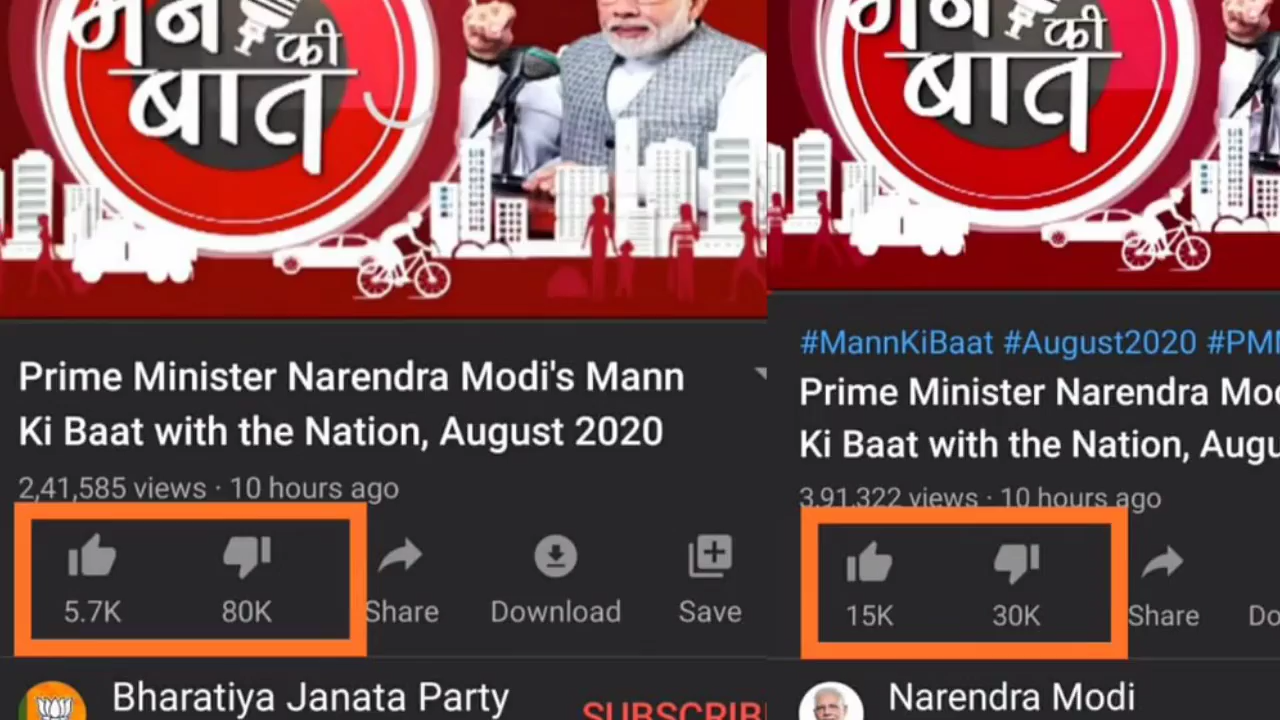 मन की
बात
Prime Minister Narendra Modi's Mann
Ki Baat with the Nation, August 2020
2,41,585 views · 10 hours ago
5.7K
80K
Share
Download
Save
Bharatiya Janata Party
SUBSCRIB
मन की
बात
#MannKiBaat #August2020 #PM
Prime Minister Narendra Mo
Ki Baat with the Nation, Augu
3,91,322 views · 10 hours ago
15K
30K
Share
Do
Narendra Modi